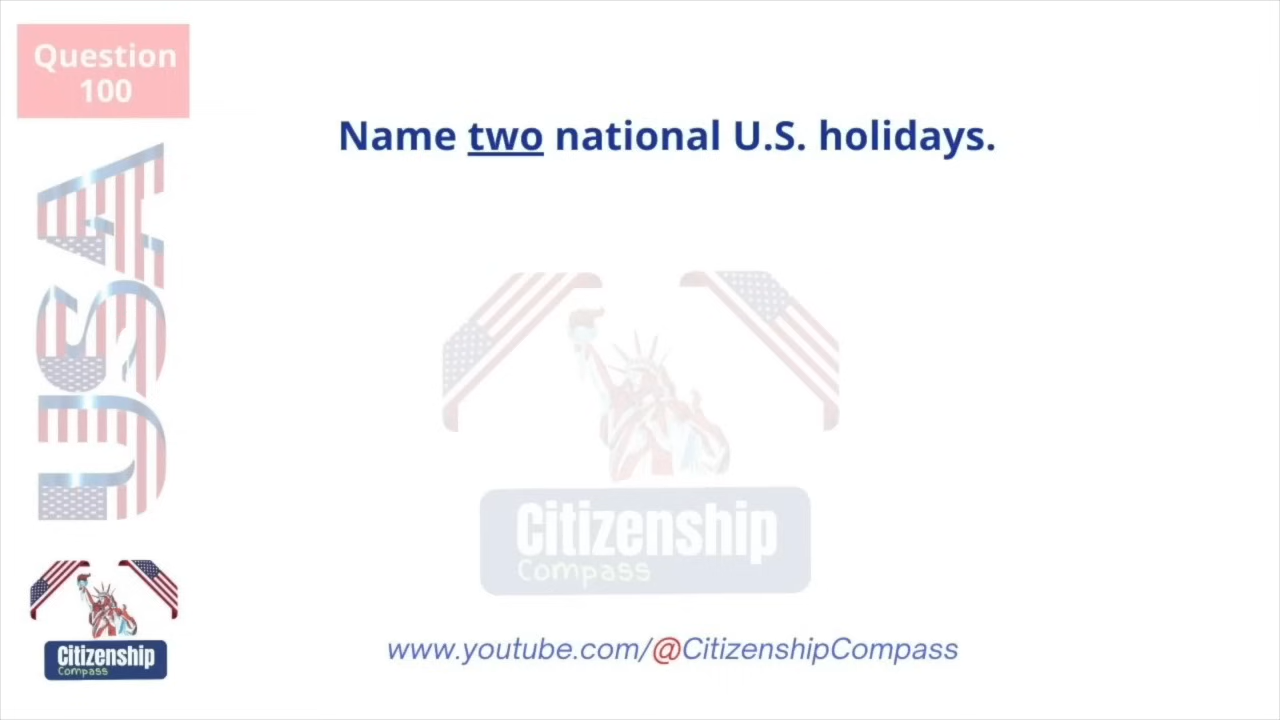 Question
100
Name two national U.S. holidays.
USA
Citizenship
Compass
Citizenship
Compass
www.youtube.com/@CitizenshipCompass